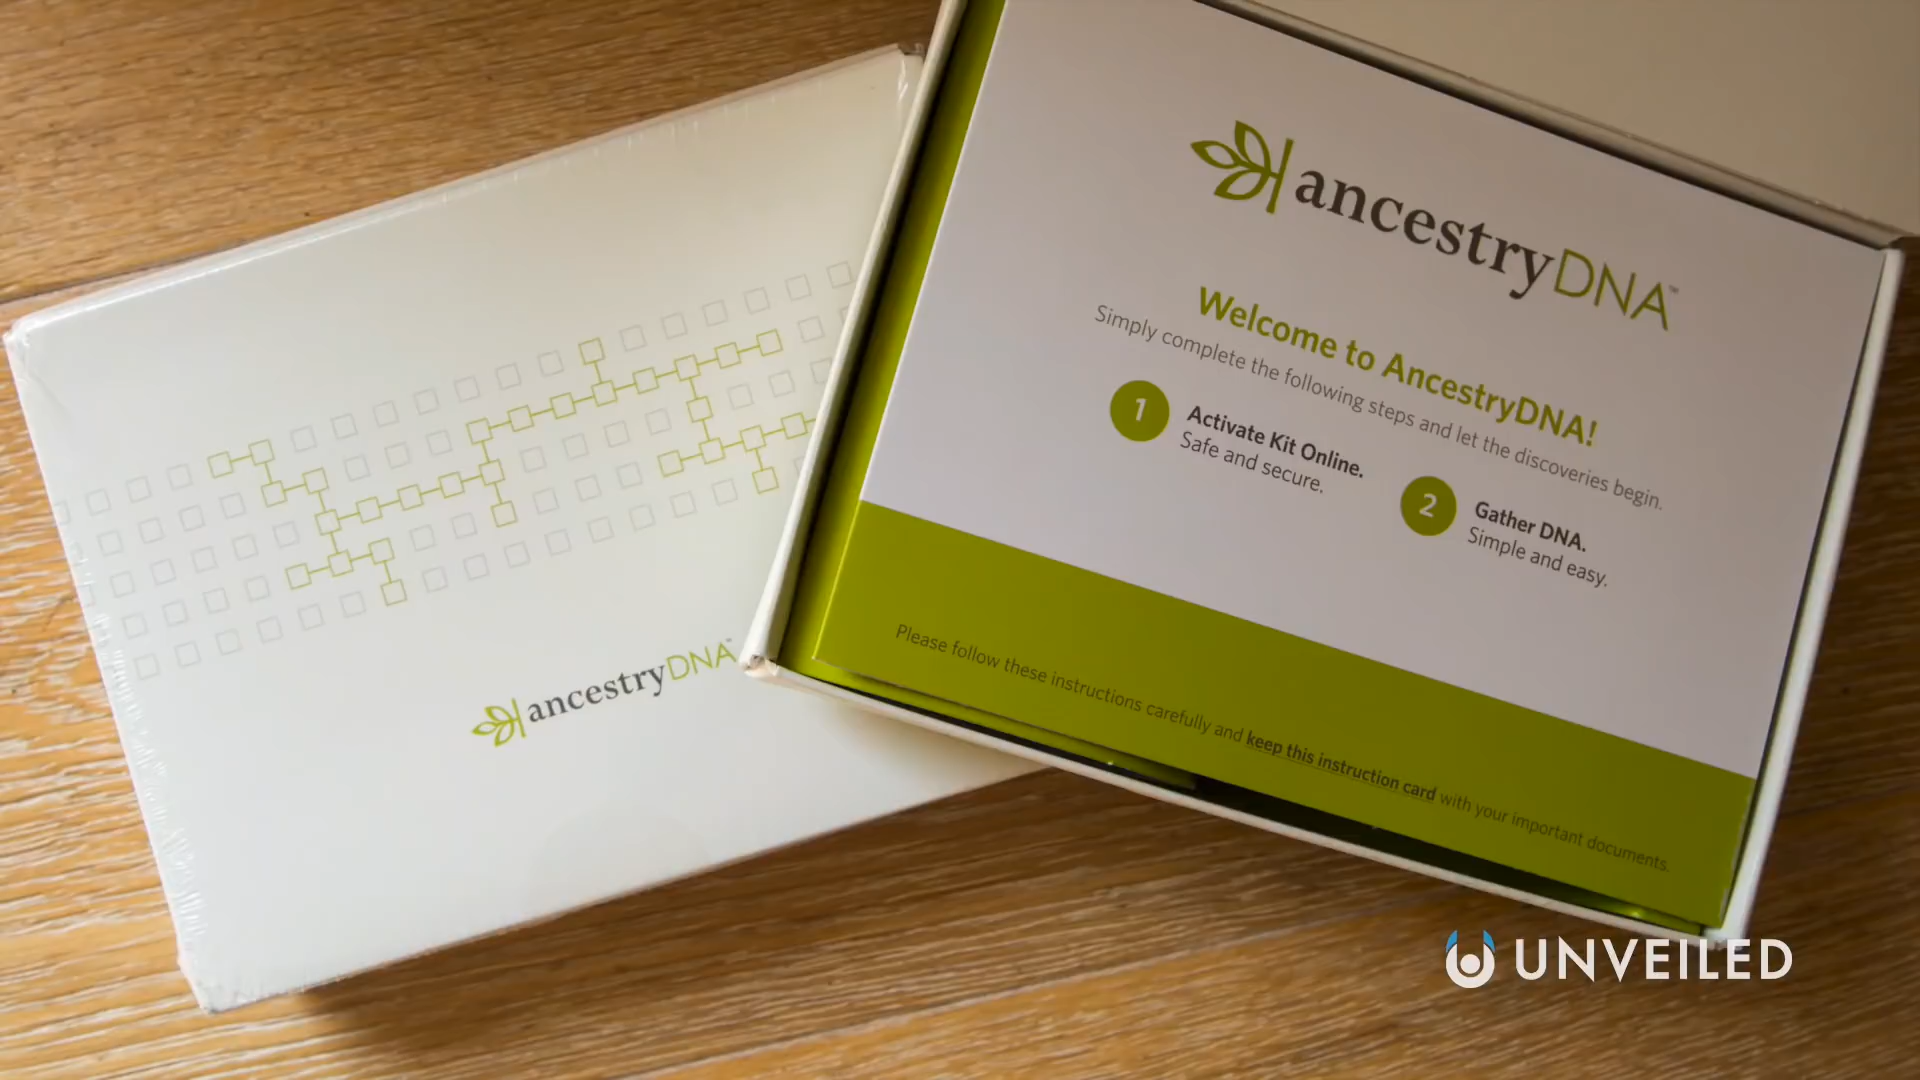 ancestryDNA™
ancestryDNA™
Welcome to AncestryDNA!
Simply complete the following steps and let the discoveries begin.
1
Activate Kit Online.
Safe and secure.
2
Gather DNA.
Simple and easy.
Please follow these instructions carefully and keep this instruction card with your important documents.
UNVEILED